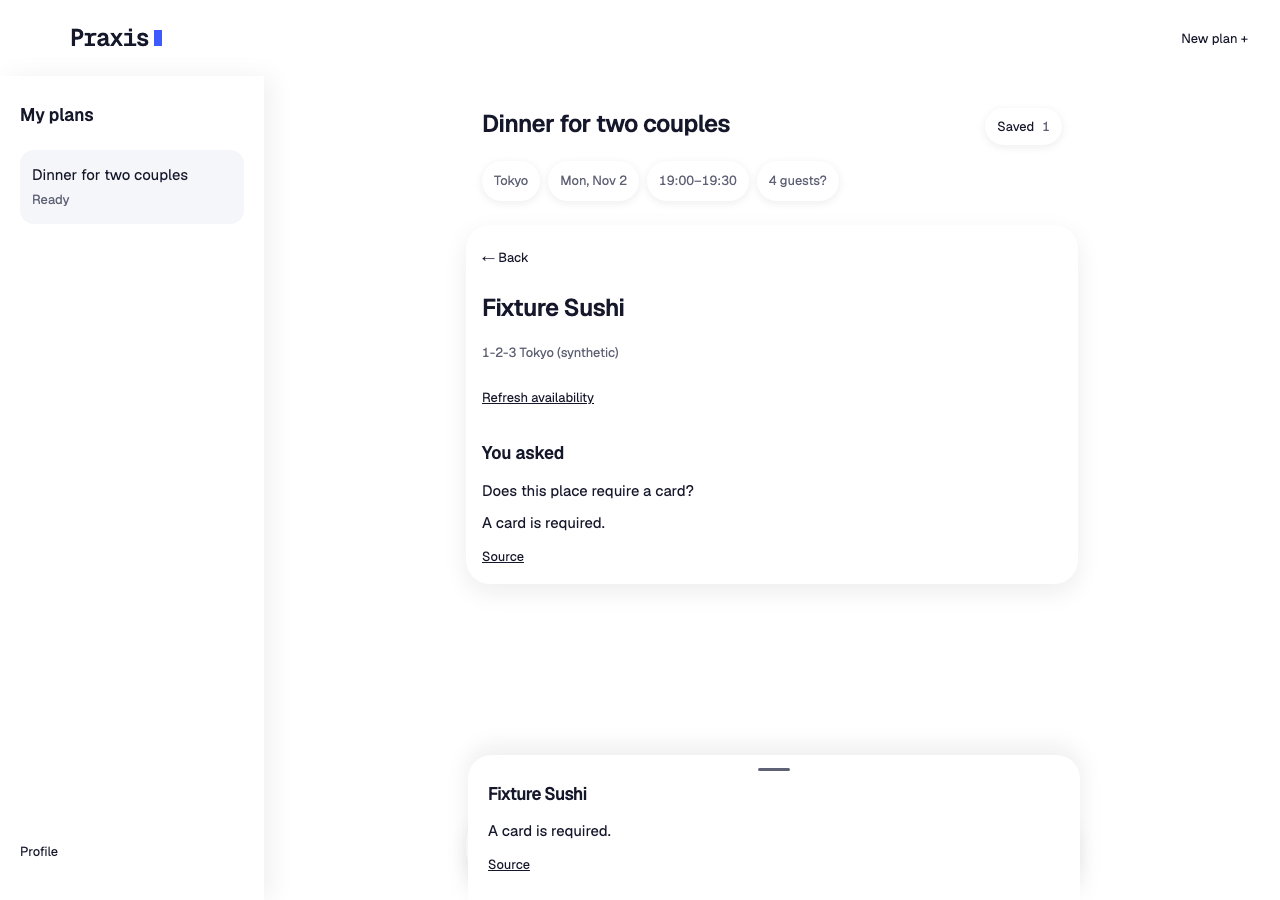 Praxis
New plan +
My plans
Dinner for two couples
Ready
Profile
Dinner for two couples
Saved 1
Tokyo
Mon, Nov 2
19:00–19:30
4 guests?
← Back
Fixture Sushi
1-2-3 Tokyo (synthetic)
Refresh availability
You asked
Does this place require a card?
A card is required.
Source
Fixture Sushi
A card is required.
Source